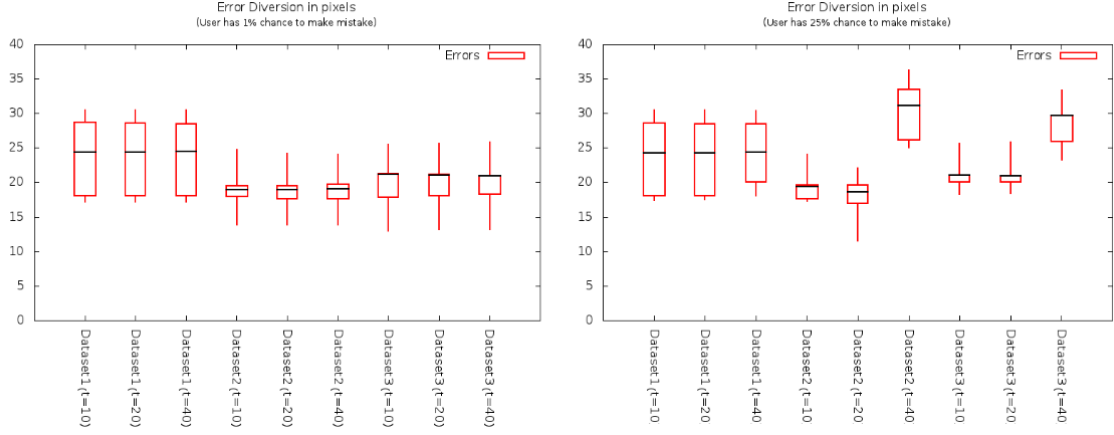 Error Diversion in pixels
(User has 1% chance to make mistake)
40
35
30
25
20
15
10
5
0
Errors
Dataset1 (t=10)
Dataset1 (t=20)
Dataset1 (t=40)
Dataset2 (t=10)
Dataset2 (t=20)
Dataset2 (t=40)
Dataset3 (t=10)
Dataset3 (t=20)
Dataset3 (t=40)
Error Diversion in pixels
(User has 25% chance to make mistake)
40
35
30
25
20
15
10
5
0
Errors
Dataset1 (t=10
Dataset1 (t=20
Dataset1 (t=40
Dataset2 (t=10
Dataset2 (t=20
Dataset2 (t=40
Dataset3 (t=10
Dataset3 (t=20
Dataset3 (t=40